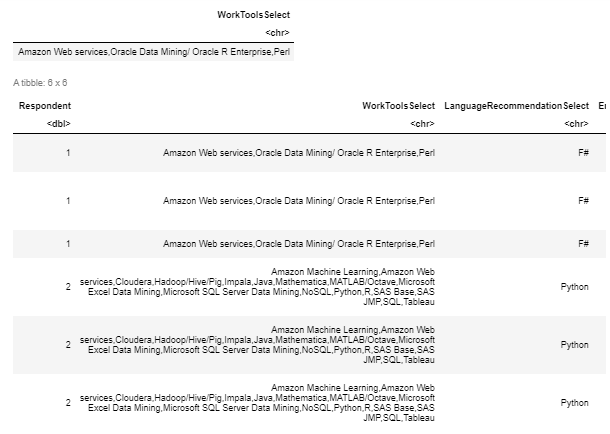 WorkToolsSelect
<chr>
Amazon Web services,Oracle Data Mining/ Oracle R Enterprise,Perl
A tibble: 6 x 6
Respondent WorkToolsSelect LanguageRecommendationSelect
<dbl> <chr> <chr>
1 Amazon Web services,Oracle Data Mining/ Oracle R Enterprise,Perl F#
1 Amazon Web services,Oracle Data Mining/ Oracle R Enterprise,Perl F#
1 Amazon Web services,Oracle Data Mining/ Oracle R Enterprise,Perl F#
Amazon Machine Learning,Amazon Web
2 services,Cloudera,Hadoop/Hive/Pig,Impala,Java,Mathematica,MATLAB/Octave,Microsoft Python
Excel Data Mining,Microsoft SQL Server Data Mining,NoSQL,Python,R,SAS Base,SAS
JMP,SQL,Tableau
Amazon Machine Learning,Amazon Web
2 services,Cloudera,Hadoop/Hive/Pig,Impala,Java,Mathematica,MATLAB/Octave,Microsoft Python
Excel Data Mining,Microsoft SQL Server Data Mining,NoSQL,Python,R,SAS Base,SAS
JMP,SQL,Tableau
Amazon Machine Learning,Amazon Web
2 services,Cloudera,Hadoop/Hive/Pig,Impala,Java,Mathematica,MATLAB/Octave,Microsoft Python
Excel Data Mining,Microsoft SQL Server Data Mining,NoSQL,Python,R,SAS Base,SAS
JMP,SQL,Tableau